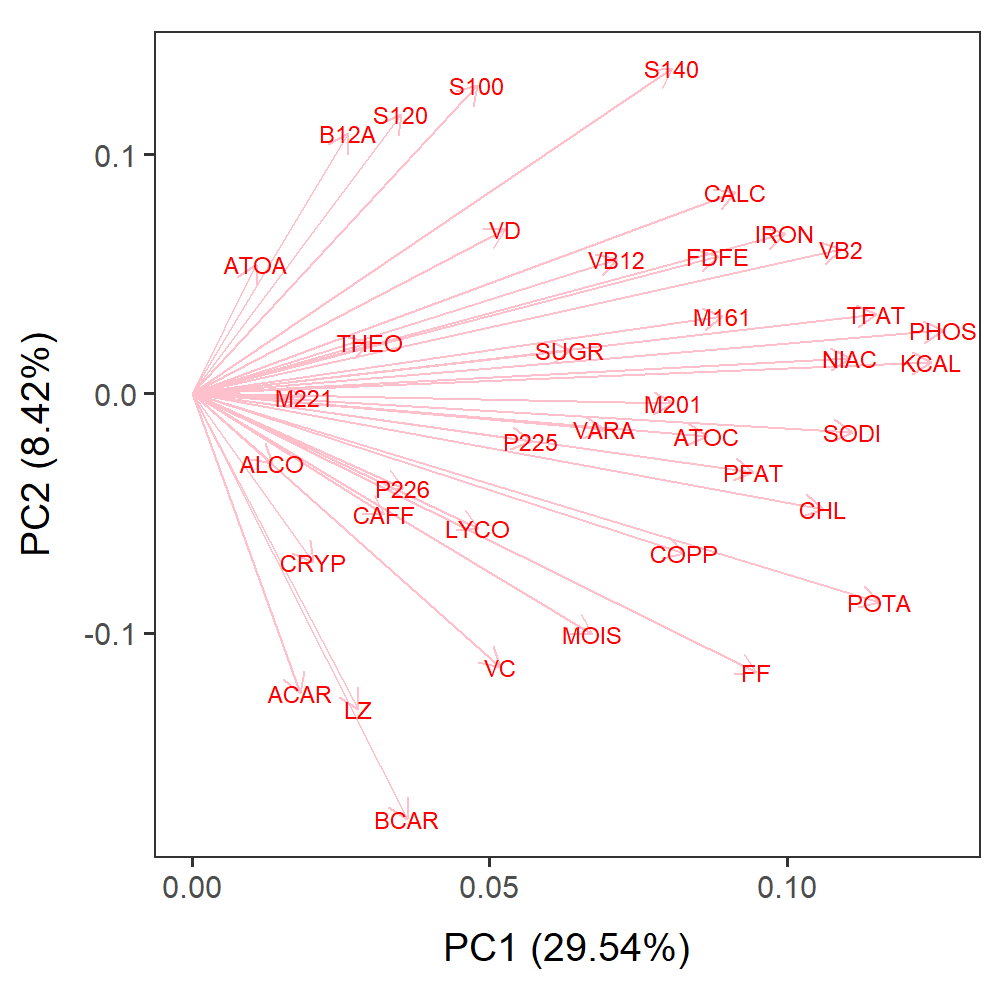 S140
S100
S120
B12A
0.1
CALC
VD
IRON
VB2
VB12
FDFE
ATOA
M161
TFAT
PHOS
THEO
SUGR
NIAC
KCAL
0.0
M221
M201
VARA
ATOC
SODI
P225
ALCO
PFAT
P226
CAFF
CHL
LYCO
COPP
CRYP
POTA
-0.1
MOIS
VC
FF
ACAR
LZ
BCAR
PC2 (8.42%)
0.00
0.05
0.10
PC1 (29.54%)